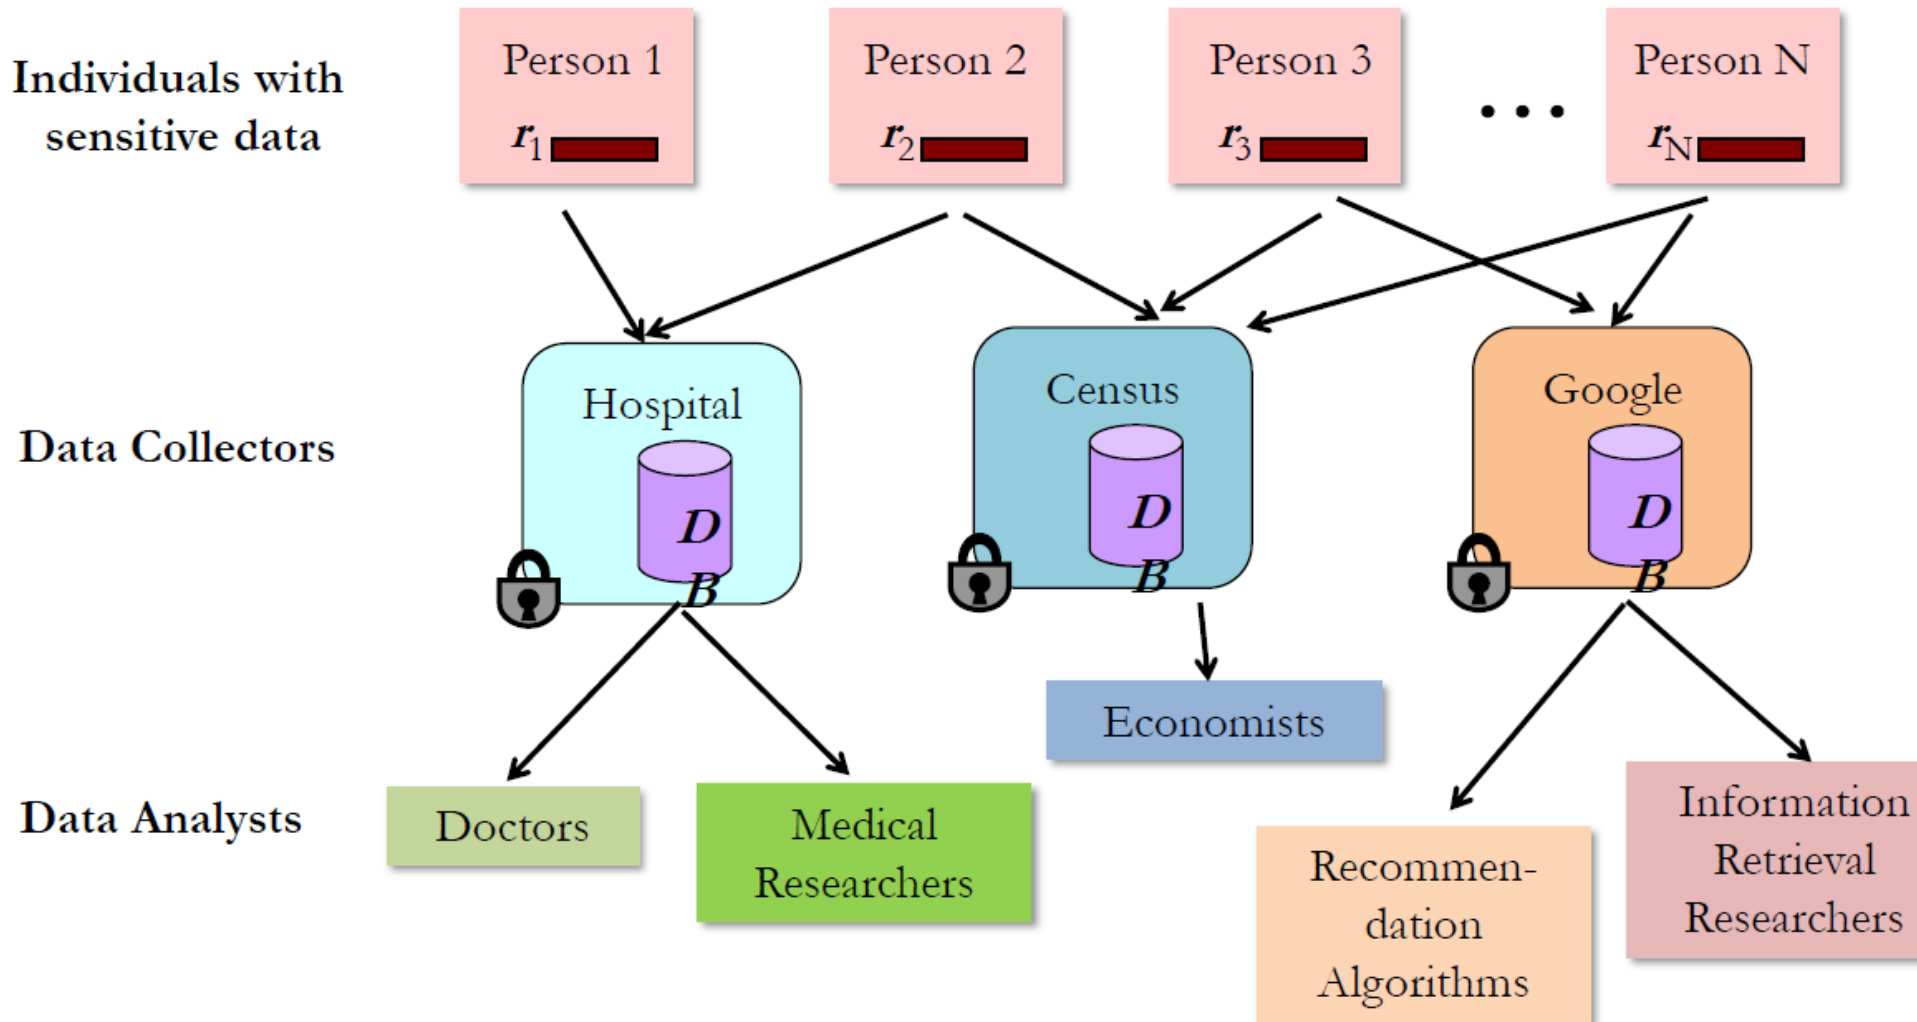 Individuals with
sensitive data
Person 1
r1
Person 2
r2
Person 3
r3
...
Person N
rN
Data Collectors
Hospital
D
B
Census
D
B
Google
D
B
Data Analysts
Doctors
Medical
Researchers
Economists
Recommen-
dation
Algorithms
Information
Retrieval
Researchers